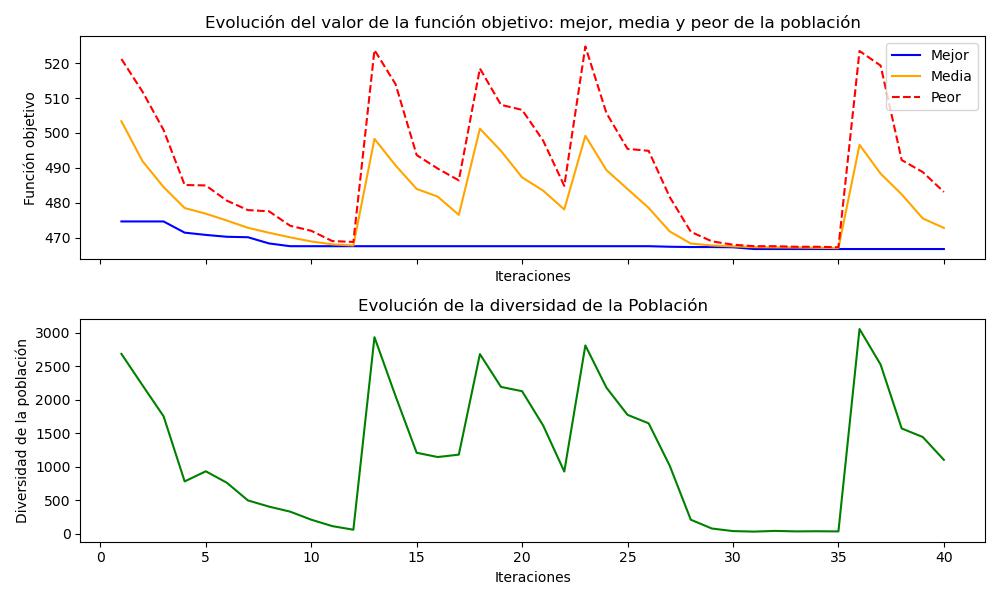 Evolución del valor de la función objetivo: mejor, media y peor de la población
Función objetivo
520
510
500
490
480
470
Mejor
Media
Peor
Iteraciones
Evolución de la diversidad de la Población
Diversidad de la población
3000
2500
2000
1500
1000
500
0
0 5 10 15 20 25 30 35 40
Iteraciones